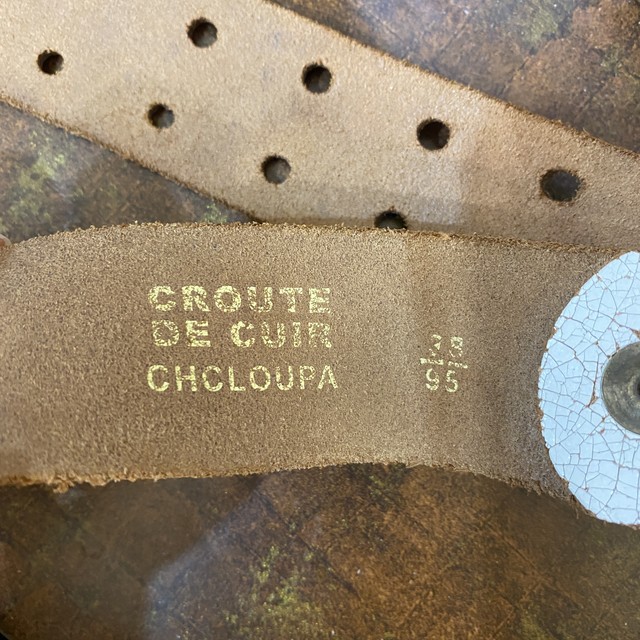 CROUTE
DE CUIR
CHCLOUPA
38
95